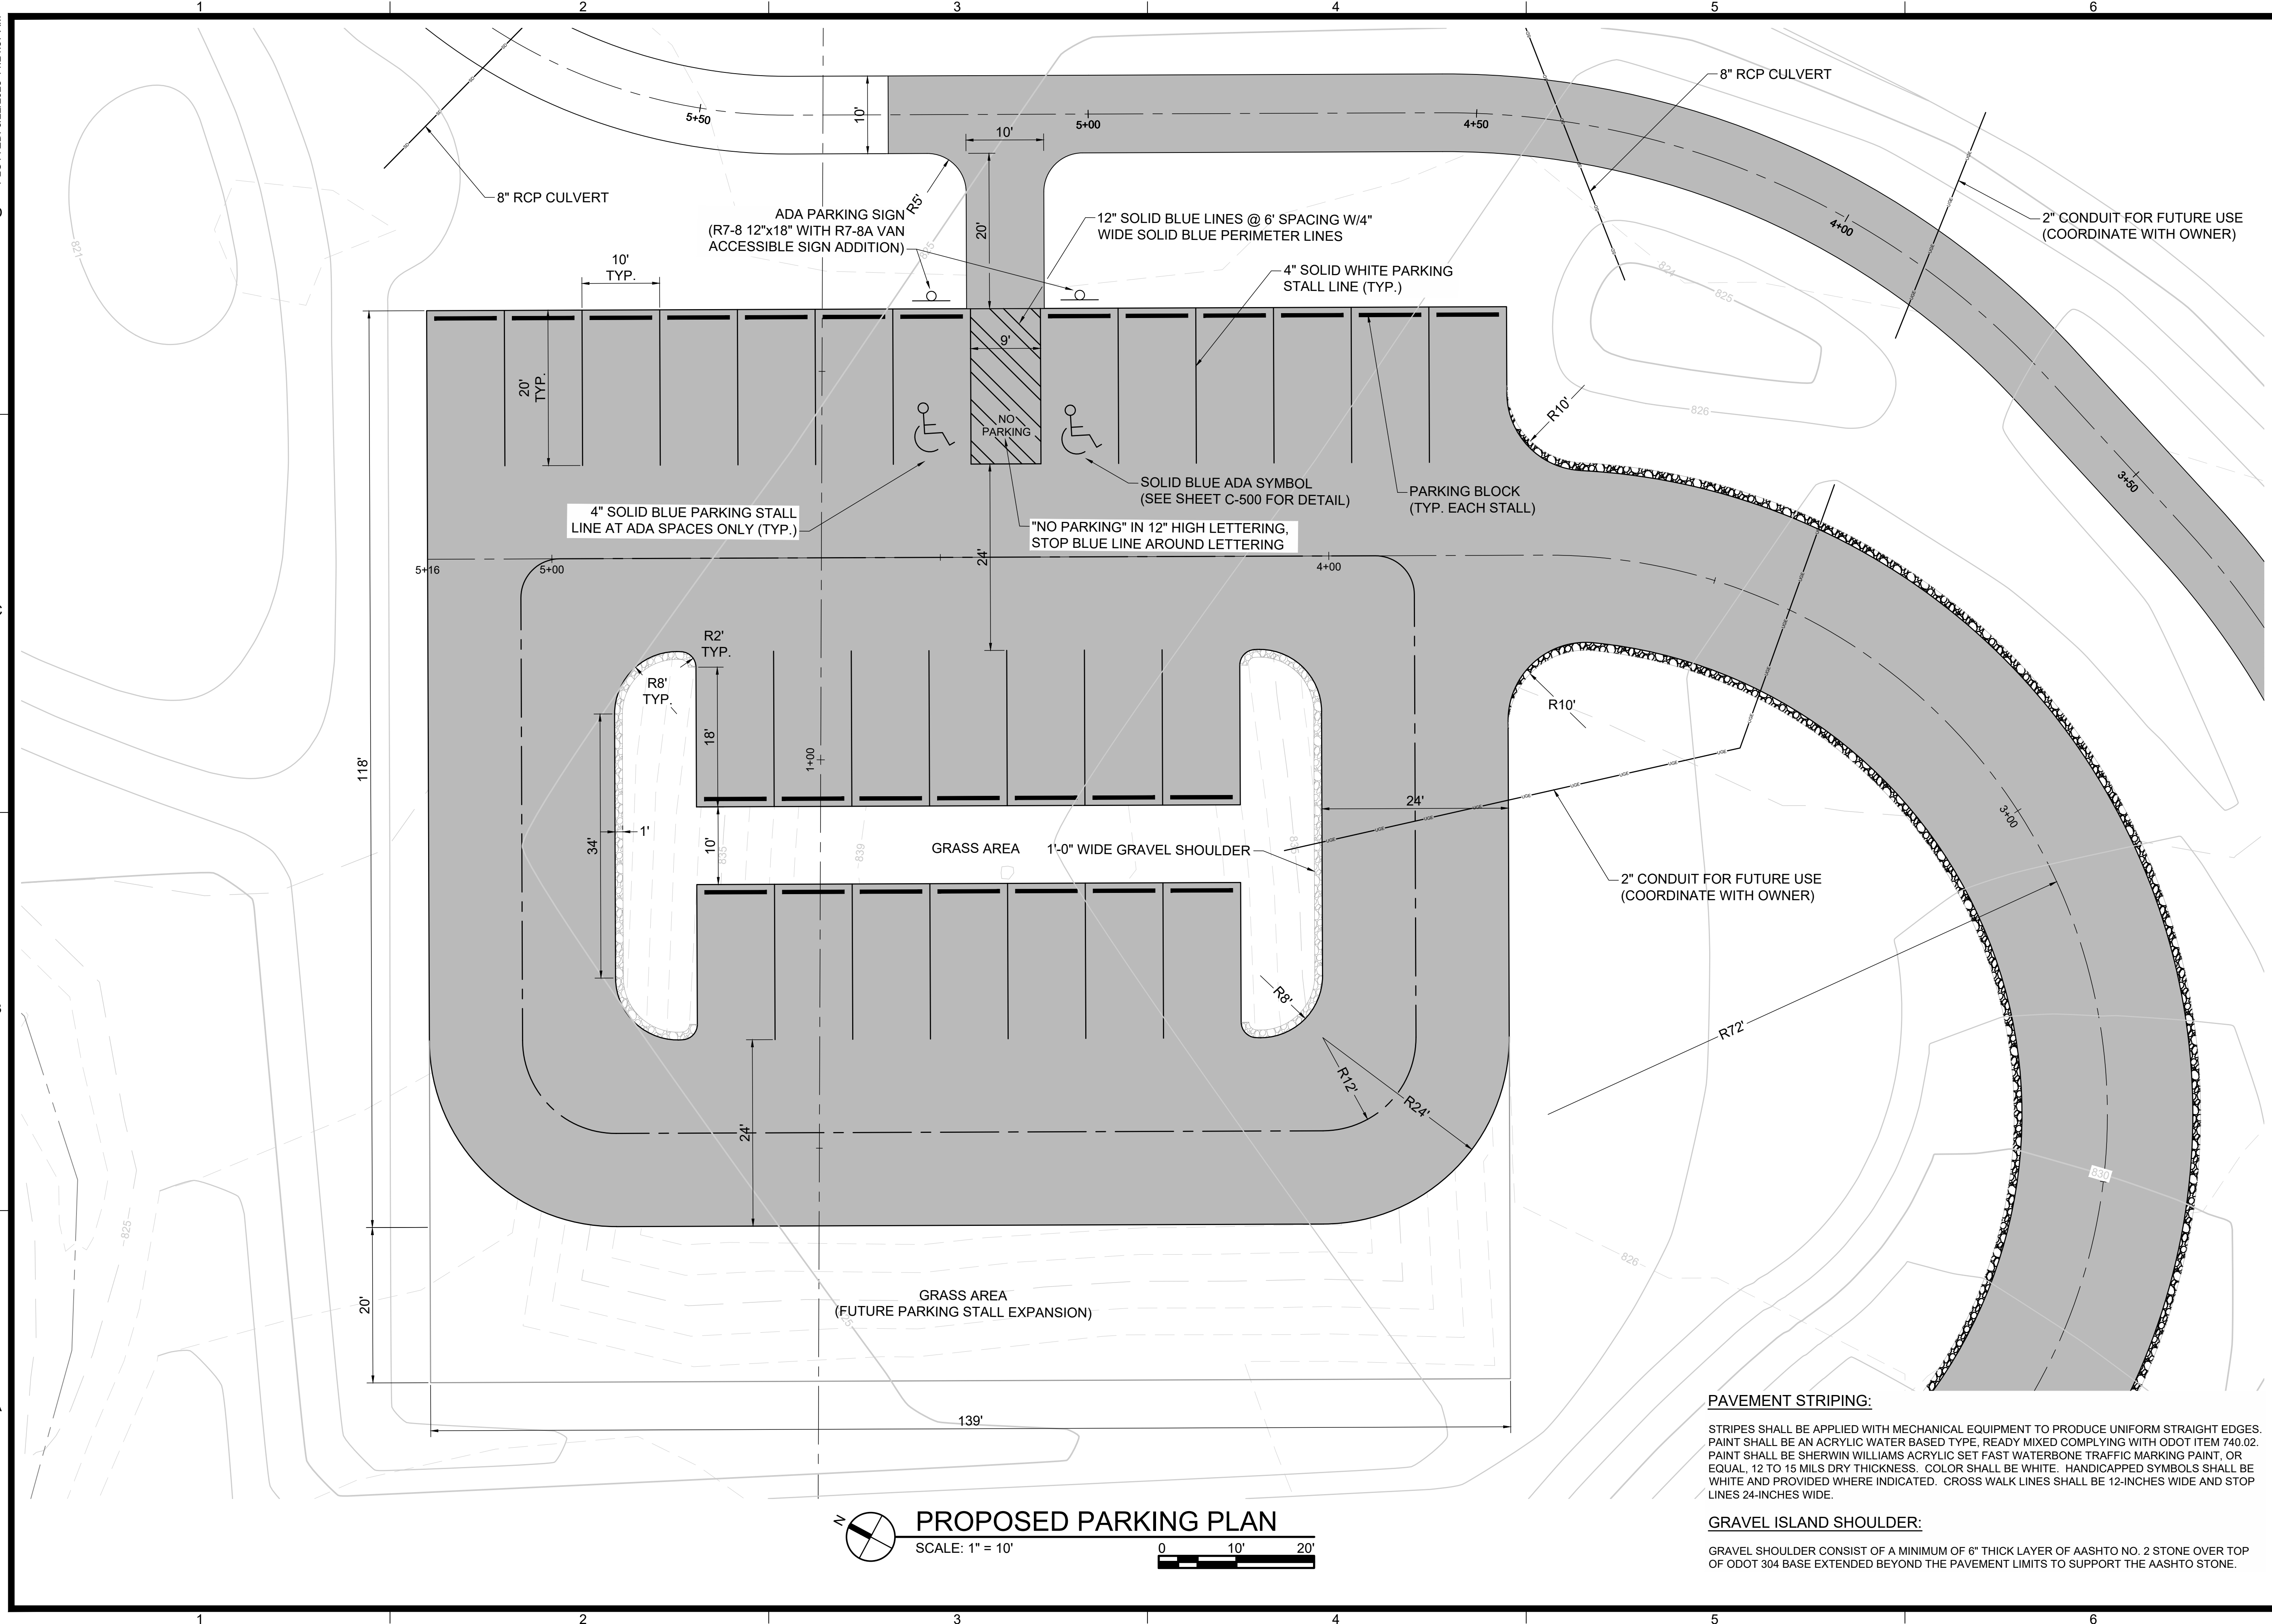 1
2
3
4
5
6
8" RCP CULVERT
5+50
10'
10'
5+00
4+50
8" RCP CULVERT
R5'
20'
ADA PARKING SIGN
(R7-8 12"x18" WITH R7-8A VAN
ACCESSIBLE SIGN ADDITION)
12" SOLID BLUE LINES @ 6' SPACING W/4"
WIDE SOLID BLUE PERIMETER LINES
4+00
2" CONDUIT FOR FUTURE USE
(COORDINATE WITH OWNER)
821
825
10'
TYP.
4" SOLID WHITE PARKING
STALL LINE (TYP.)
824
825
826
9'
20'
TYP.
NO
PARKING
R10'
3+50
SOLID BLUE ADA SYMBOL
(SEE SHEET C-500 FOR DETAIL)
PARKING BLOCK
(TYP. EACH STALL)
4" SOLID BLUE PARKING STALL
LINE AT ADA SPACES ONLY (TYP.)
"NO PARKING" IN 12" HIGH LETTERING,
STOP BLUE LINE AROUND LETTERING
24'
5+16
5+00
4+00
R2'
TYP.
R8'
TYP.
R10'
18'
1+00
118'
UGE
UGE
UGE
24'
3+00
34'
1'
10'
835
839
GRASS AREA
1'-0" WIDE GRAVEL SHOULDER
835
2" CONDUIT FOR FUTURE USE
(COORDINATE WITH OWNER)
R8'
R72'
R12'
R24'
24'
830
825
826
20'
GRASS AREA
(FUTURE PARKING STALL EXPANSION)
825
139'
PAVEMENT STRIPING:
STRIPES SHALL BE APPLIED WITH MECHANICAL EQUIPMENT TO PRODUCE UNIFORM STRAIGHT EDGES.
PAINT SHALL BE AN ACRYLIC WATER BASED TYPE, READY MIXED COMPLYING WITH ODOT ITEM 740.02.
PAINT SHALL BE SHERWIN WILLIAMS ACRYLIC SET FAST WATERBONE TRAFFIC MARKING PAINT, OR
EQUAL, 12 TO 15 MILS DRY THICKNESS. COLOR SHALL BE WHITE. HANDICAPPED SYMBOLS SHALL BE
WHITE AND PROVIDED WHERE INDICATED. CROSS WALK LINES SHALL BE 12-INCHES WIDE AND STOP
LINES 24-INCHES WIDE.
GRAVEL ISLAND SHOULDER:
GRAVEL SHOULDER CONSIST OF A MINIMUM OF 6" THICK LAYER OF AASHTO NO. 2 STONE OVER TOP
OF ODOT 304 BASE EXTENDED BEYOND THE PAVEMENT LIMITS TO SUPPORT THE AASHTO STONE.
N
PROPOSED PARKING PLAN
SCALE: 1" = 10'
0 10' 20'
1
2
3
4
5
6